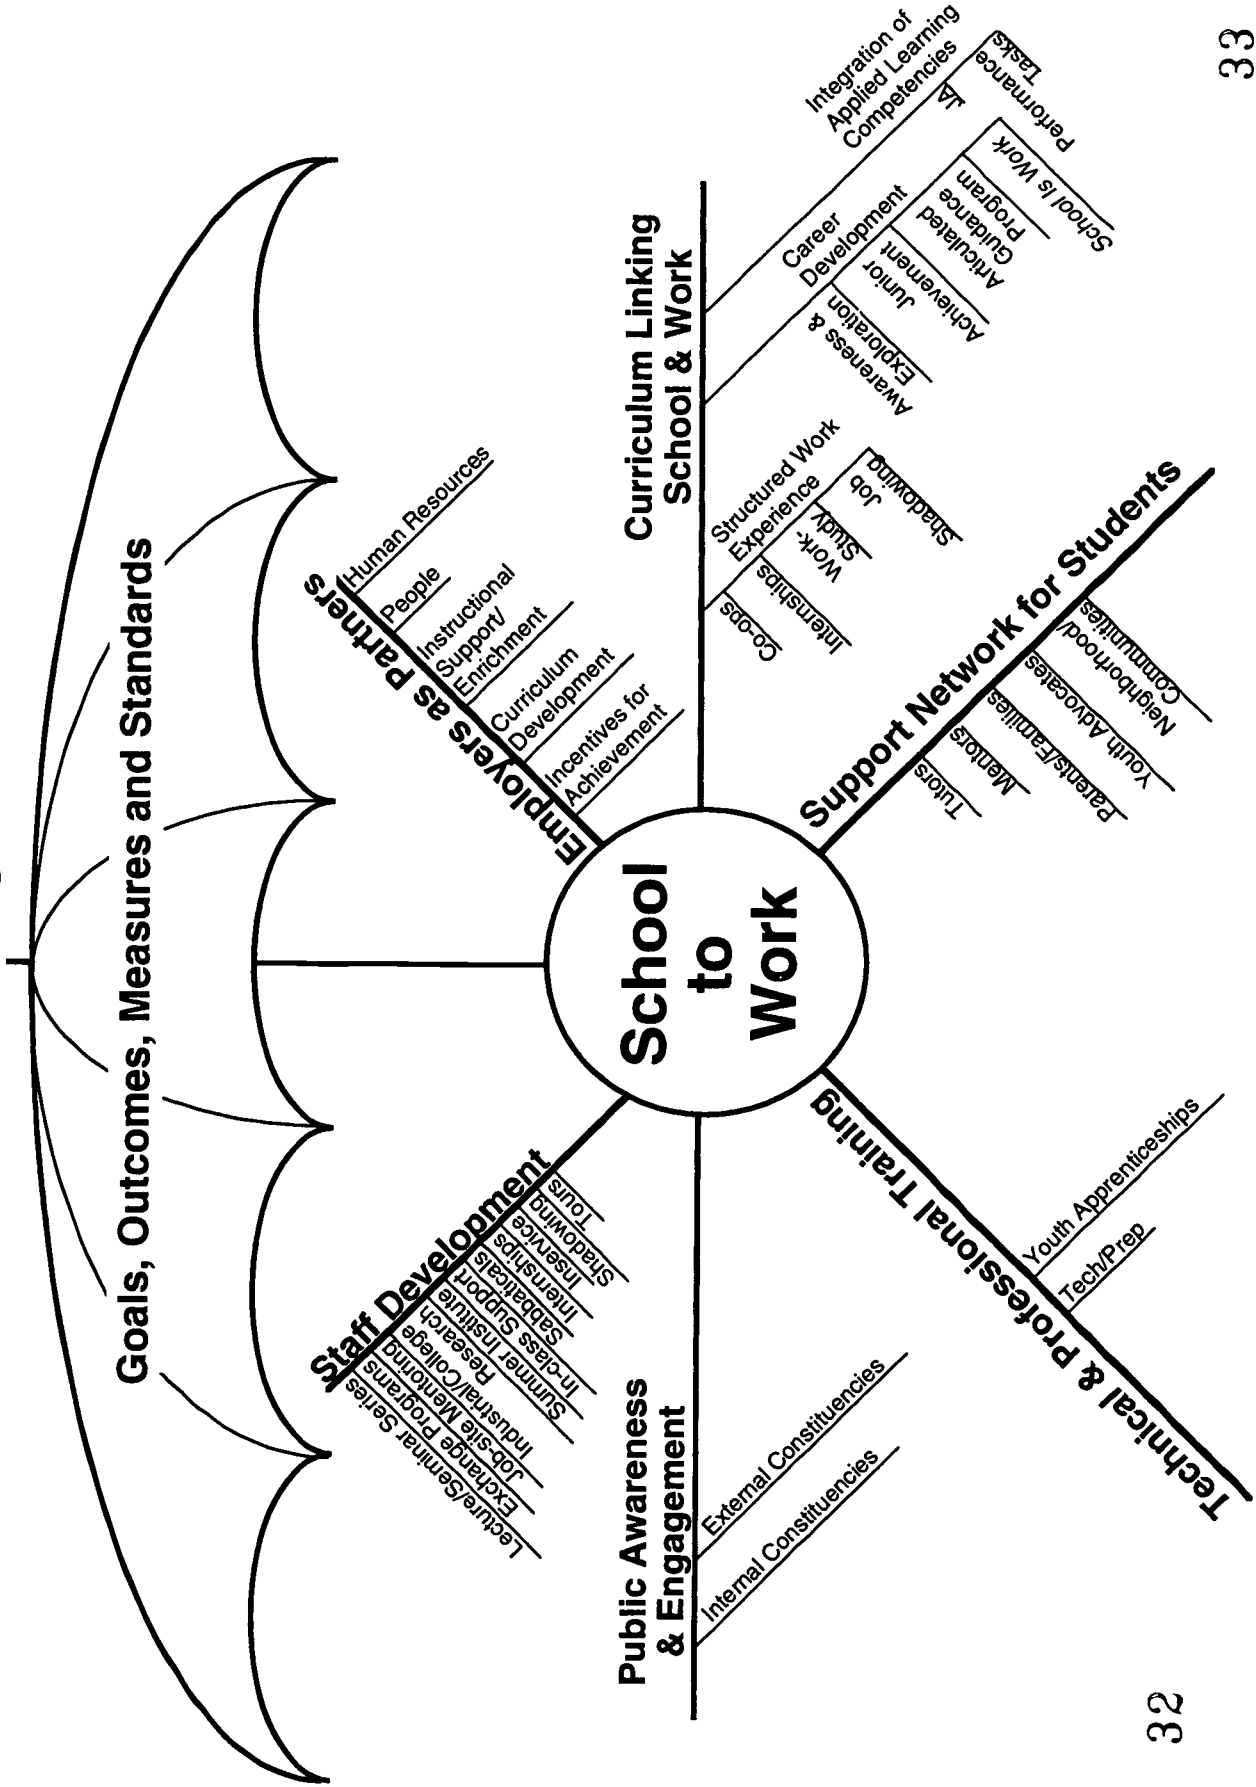 Goals, Outcomes, Measures and Standards
Staff Development
Lecture/Seminar Series
Exchange Programs
Job-site Mentoring
Industrial/College
Research
Summer Institute
In-class Support
Sabbaticals
Internships
Inservice
Shadowing
Tours
Employers as Partners
Human Resources
People
Instructional
Support/
Enrichment
Curriculum
Development
Incentives for
Achievement
Public Awareness
& Engagement
Internal Constituencies
External Constituencies
School
to
Work
Curriculum Linking
School & Work
Structured Work
Experience
Co-ops
Internships
Work-
Study
Job
Shadowing
Career
Development
Awareness &
Exploration
Junior
Achievement
Articulated
Guidance
Program
School Is Work
Integration of
Applied Learning
Competencies
JA
Performance
Tasks
Technical & Professional Training
Tech/Prep
Youth Apprenticeships
Support Network for Students
Tutors
Mentors
Parents/Families
Youth Advocates
Neighborhood/
Communities
32
33